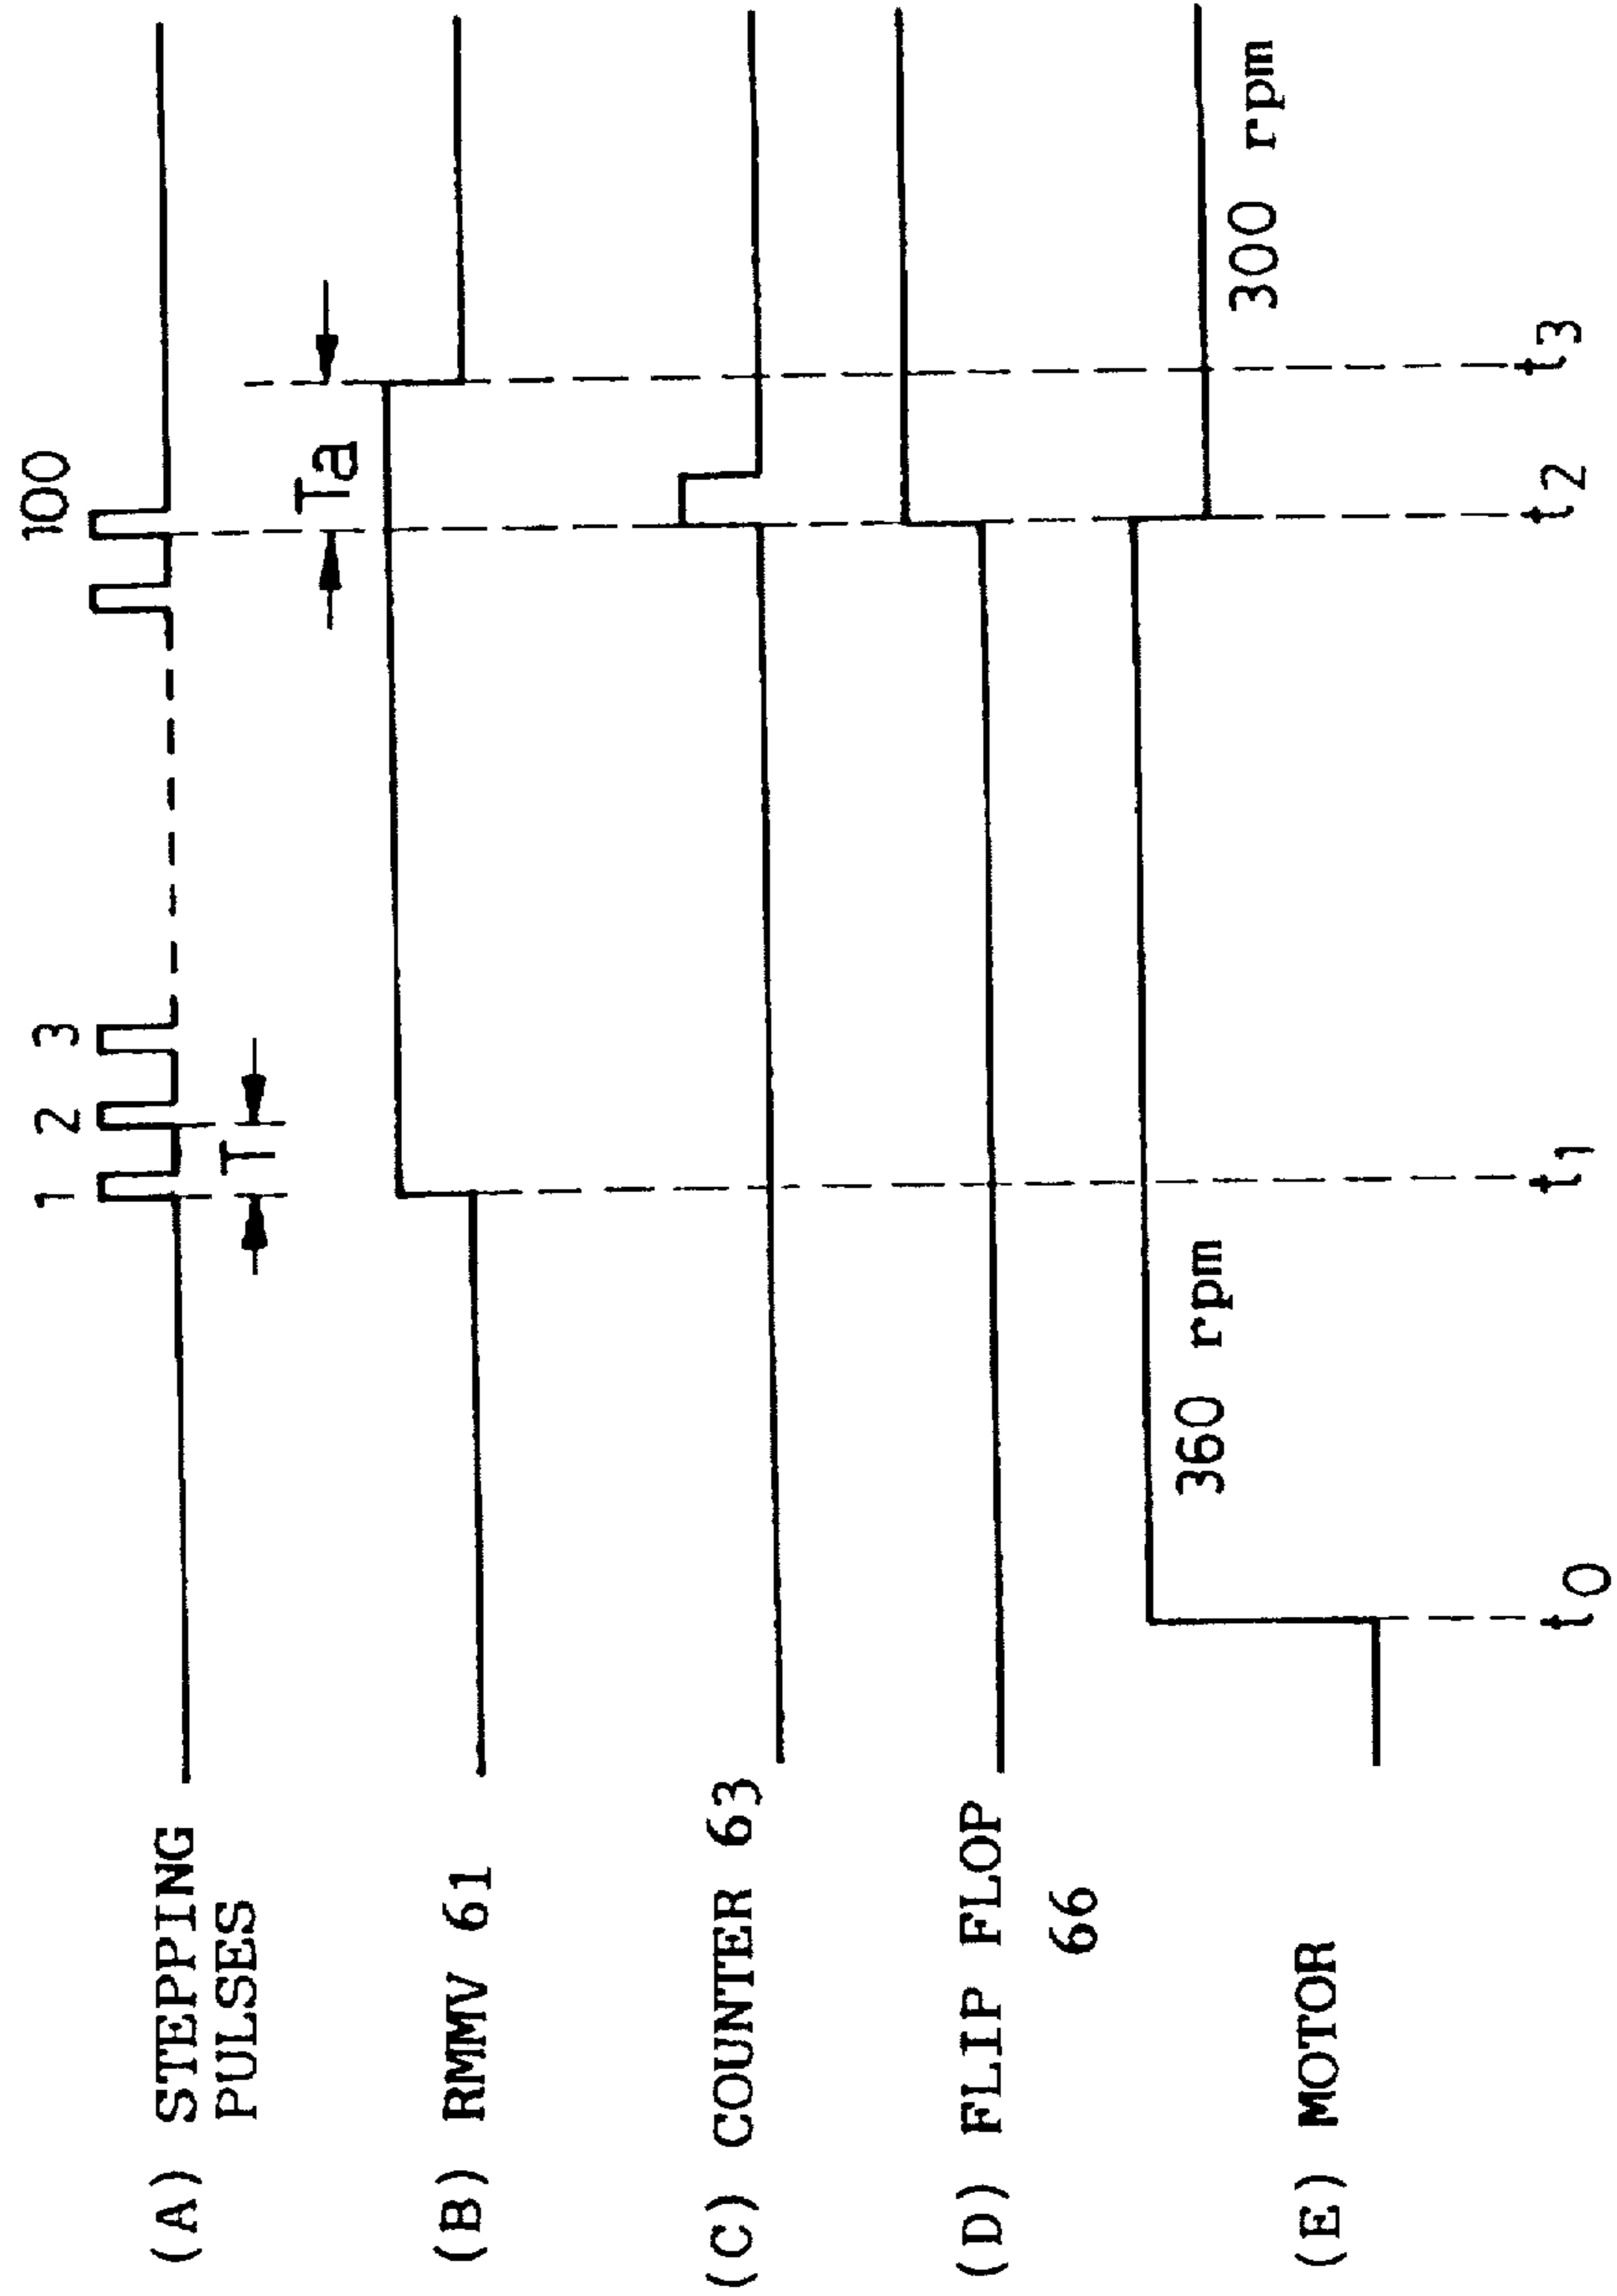 (A) STEPPING
PULSES
1 2 3 100
T
(B) RMMV 61
Ta
(C) COUNTER 63
(D) FLIP FLOP
66
(E) MOTOR
360 rpm
300 rpm
t0 t1 t2 t3